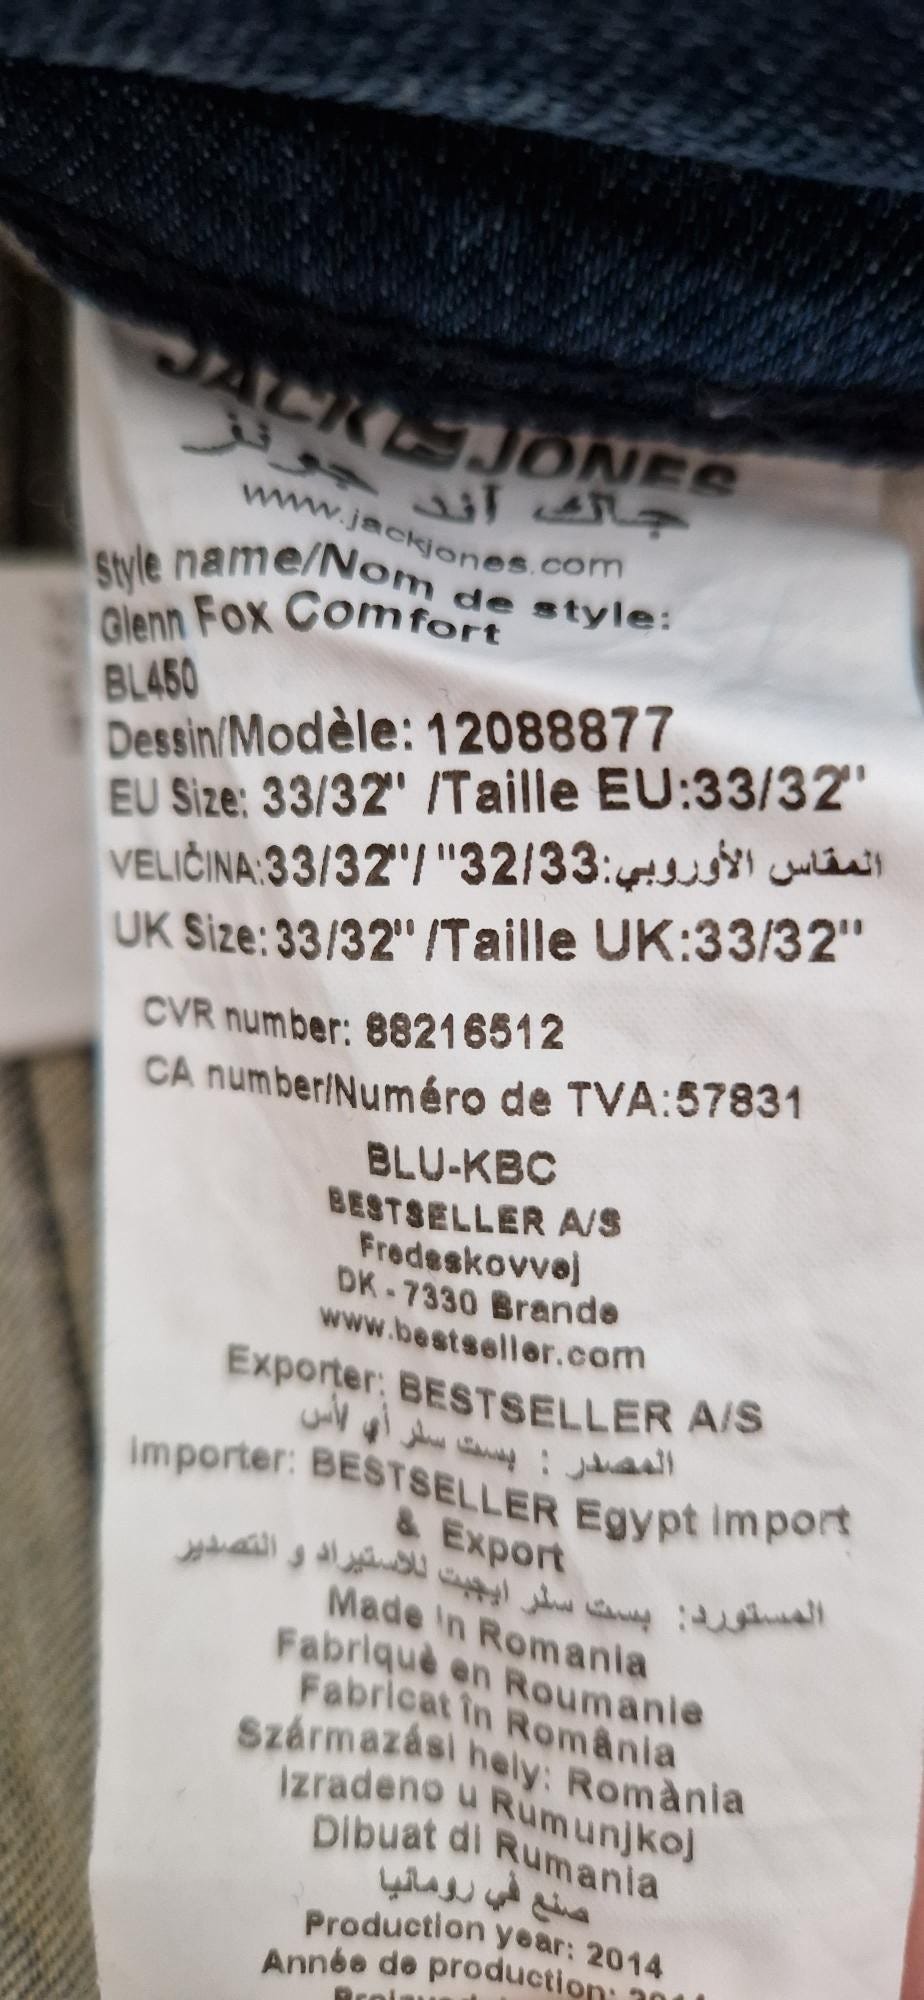 JACK & JONES
جاك آند جونز
www.jackjones.com
Style name/Nom de style:
Glenn Fox Comfort
BL450
Dessin/Modèle: 12088877
EU Size: 33/32" /Taille EU:33/32"
VELIČINA:33/32"/ "32/33:المقاس الأوروبي
UK Size: 33/32" /Taille UK:33/32"
CVR number: 88216512
CA number/Numéro de TVA:57831
BLU-KBC
BESTSELLER A/S
Fredeskovvej
DK - 7330 Brande
www.bestseller.com
Exporter: BESTSELLER A/S
المصدر : بست سلر أي لأس
Importer: BESTSELLER Egypt import
& Export
المستورد: بست سلر ايجبت للاستيراد و التصدير
Made in Romania
Fabriqué en Roumanie
Fabricat în România
Származási hely: Romània
Izradeno u Rumunjkoj
Dibuat di Rumania
صنع في رومانيا
Production year: 2014
Année de production: 2014